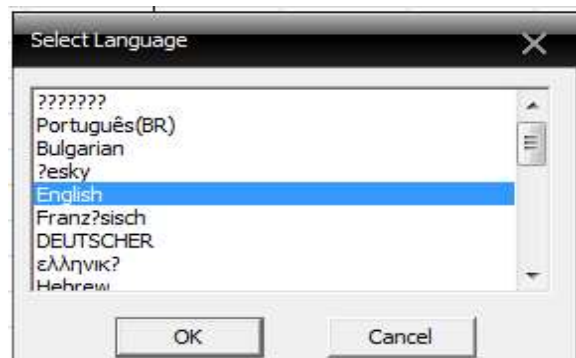 Select Language
???????
Português(BR)
Bulgarian
?esky
English
Franz?sisch
DEUTSCHER
ελληνικ?
Hebrew
OK
Cancel